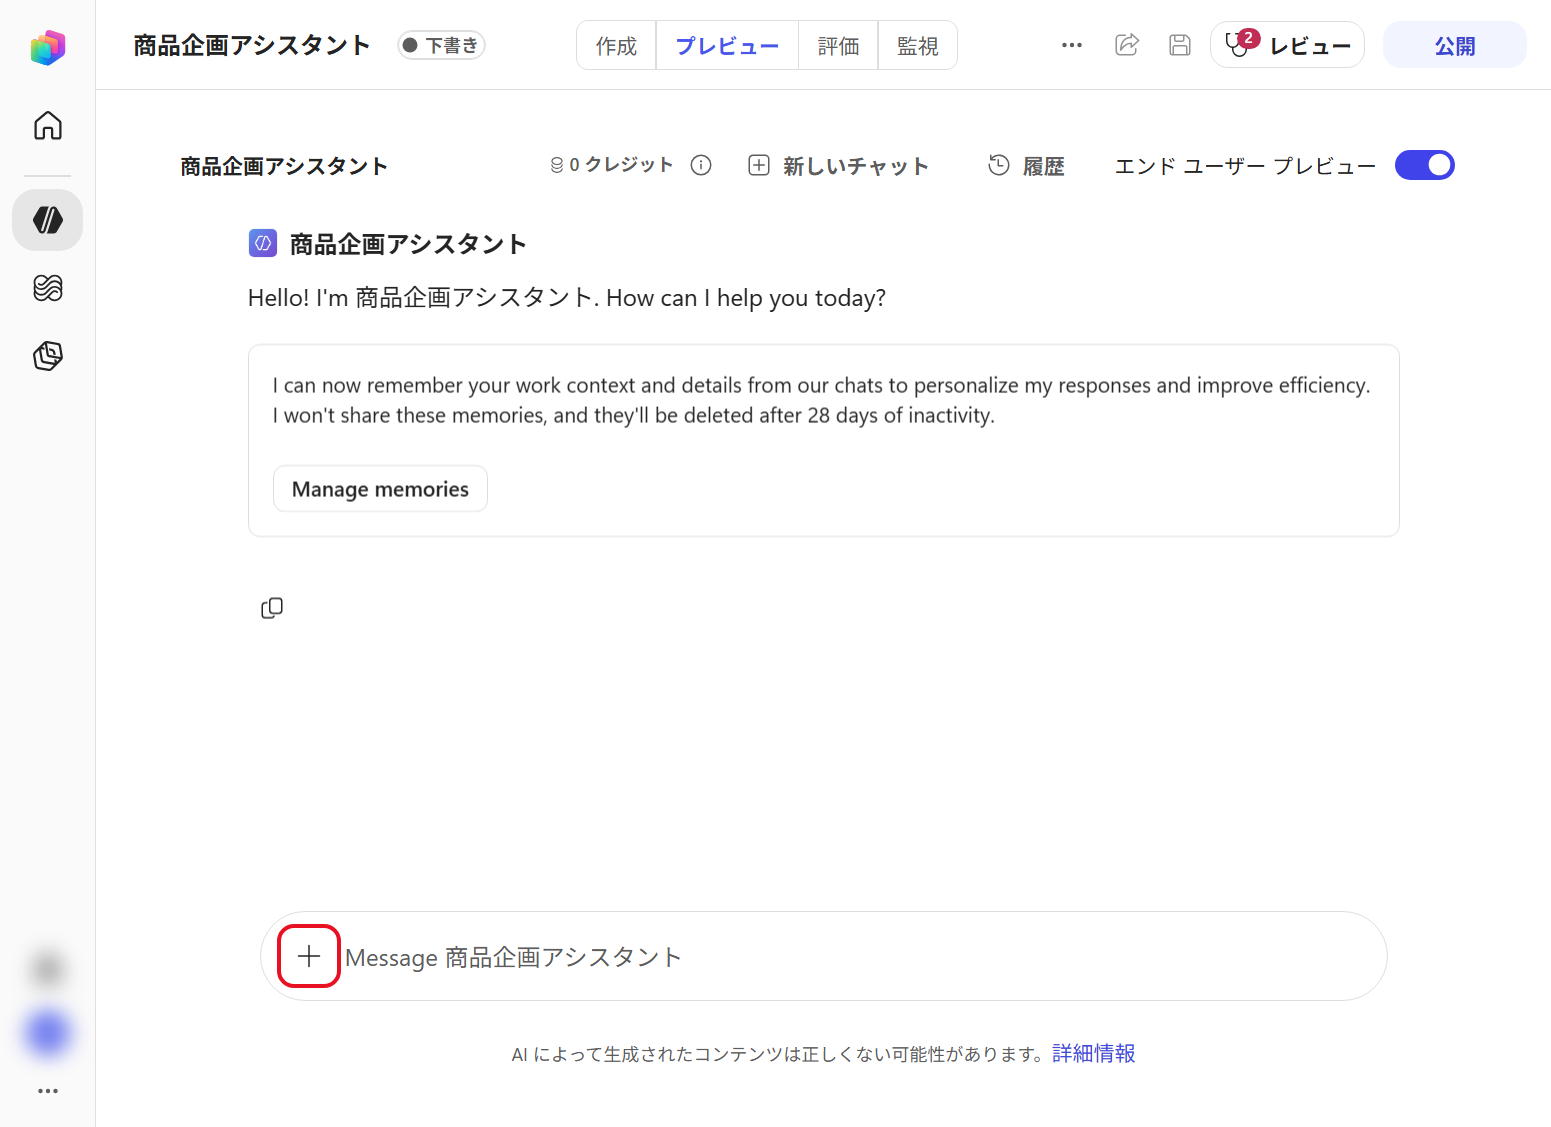 商品企画アシスタント
下書き
作成
プレビュー
評価
監視
2
レビュー
公開
商品企画アシスタント
0 クレジット
新しいチャット
履歴
エンド ユーザー プレビュー
商品企画アシスタント
Hello! I'm 商品企画アシスタント. How can I help you today?
I can now remember your work context and details from our chats to personalize my responses and improve efficiency.
I won't share these memories, and they'll be deleted after 28 days of inactivity.
Manage memories
Message 商品企画アシスタント
AI によって生成されたコンテンツは正しくない可能性があります。詳細情報